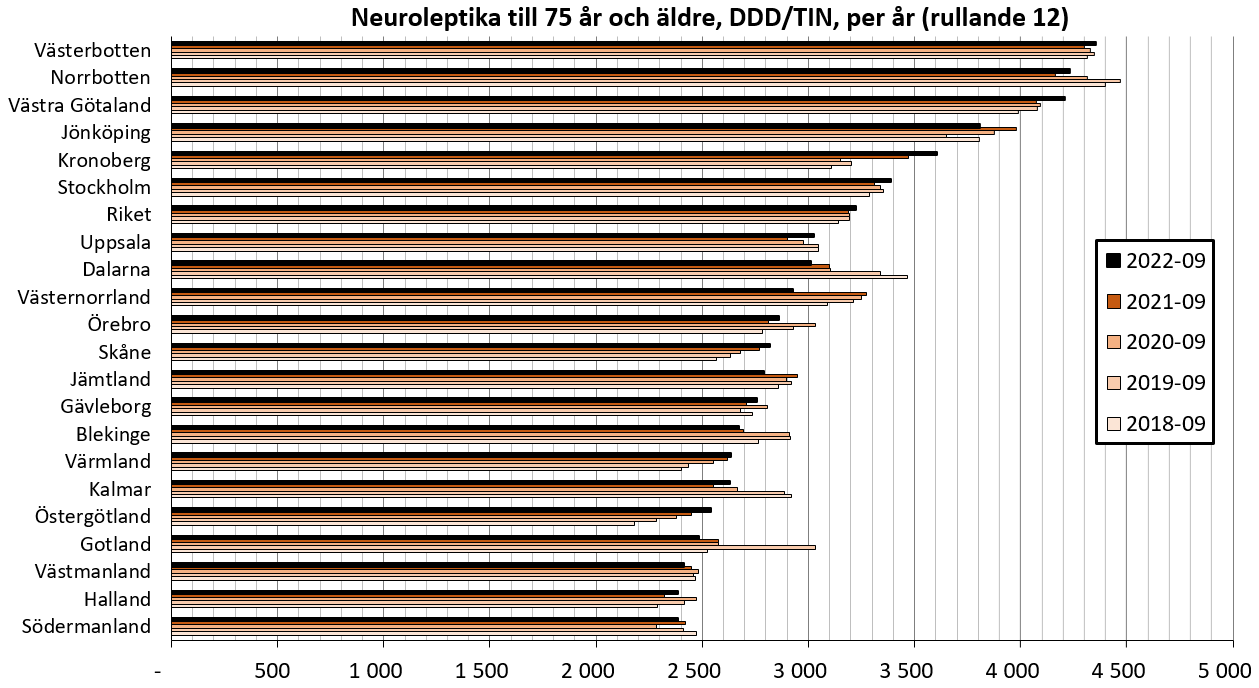 Neuroleptika till 75 år och äldre, DDD/TIN, per år (rullande 12)
Västerbotten
Norrbotten
Västra Götaland
Jönköping
Kronoberg
Stockholm
Riket
Uppsala
Dalarna
Västernorrland
Örebro
Skåne
Jämtland
Gävleborg
Blekinge
Värmland
Kalmar
Östergötland
Gotland
Västmanland
Halland
Södermanland
2022-09
2021-09
2020-09
2019-09
2018-09
- 500 1 000 1 500 2 000 2 500 3 000 3 500 4 000 4 500 5 000